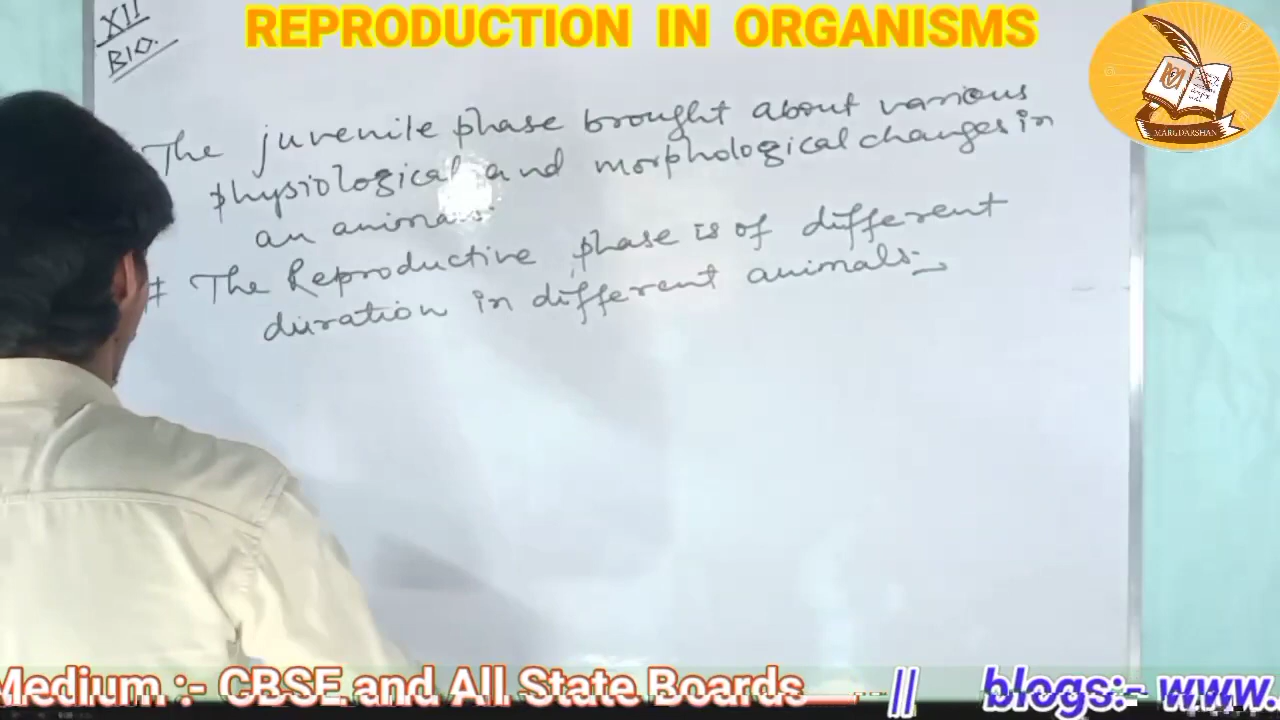 REPRODUCTION IN ORGANISMS
XII
BIO.
MARGDARSHAN
The juvenile phase brought about various
physiological and morphological changes in
an animals.
The Reproductive phase is of different
duration in different animals.
Medium :- CBSE and All State Boards // blogs:- www.